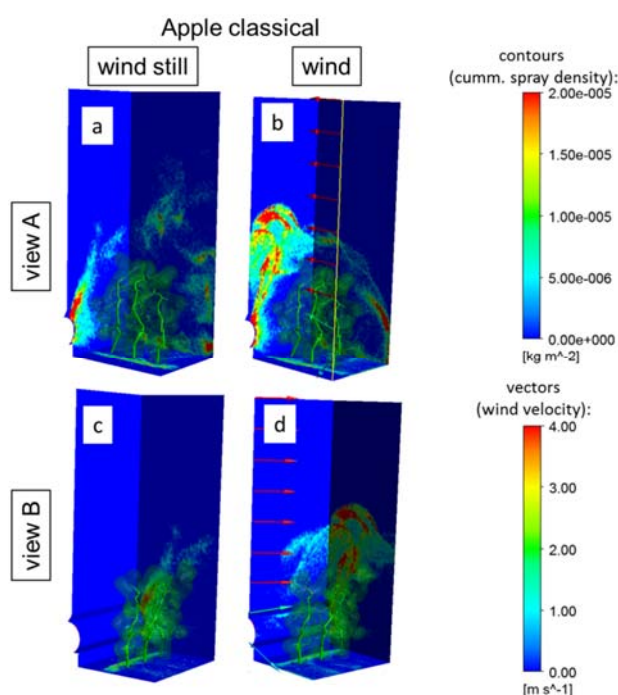 Apple classical
wind still
wind
contours
(cumm. spray density):
a
b
2.00e-005
1.50e-005
1.00e-005
5.00e-006
0.00e+000
[kg m^-2]
view A
c
d
vectors
(wind velocity):
4.00
3.00
2.00
1.00
0.00
[m s^-1]
view B